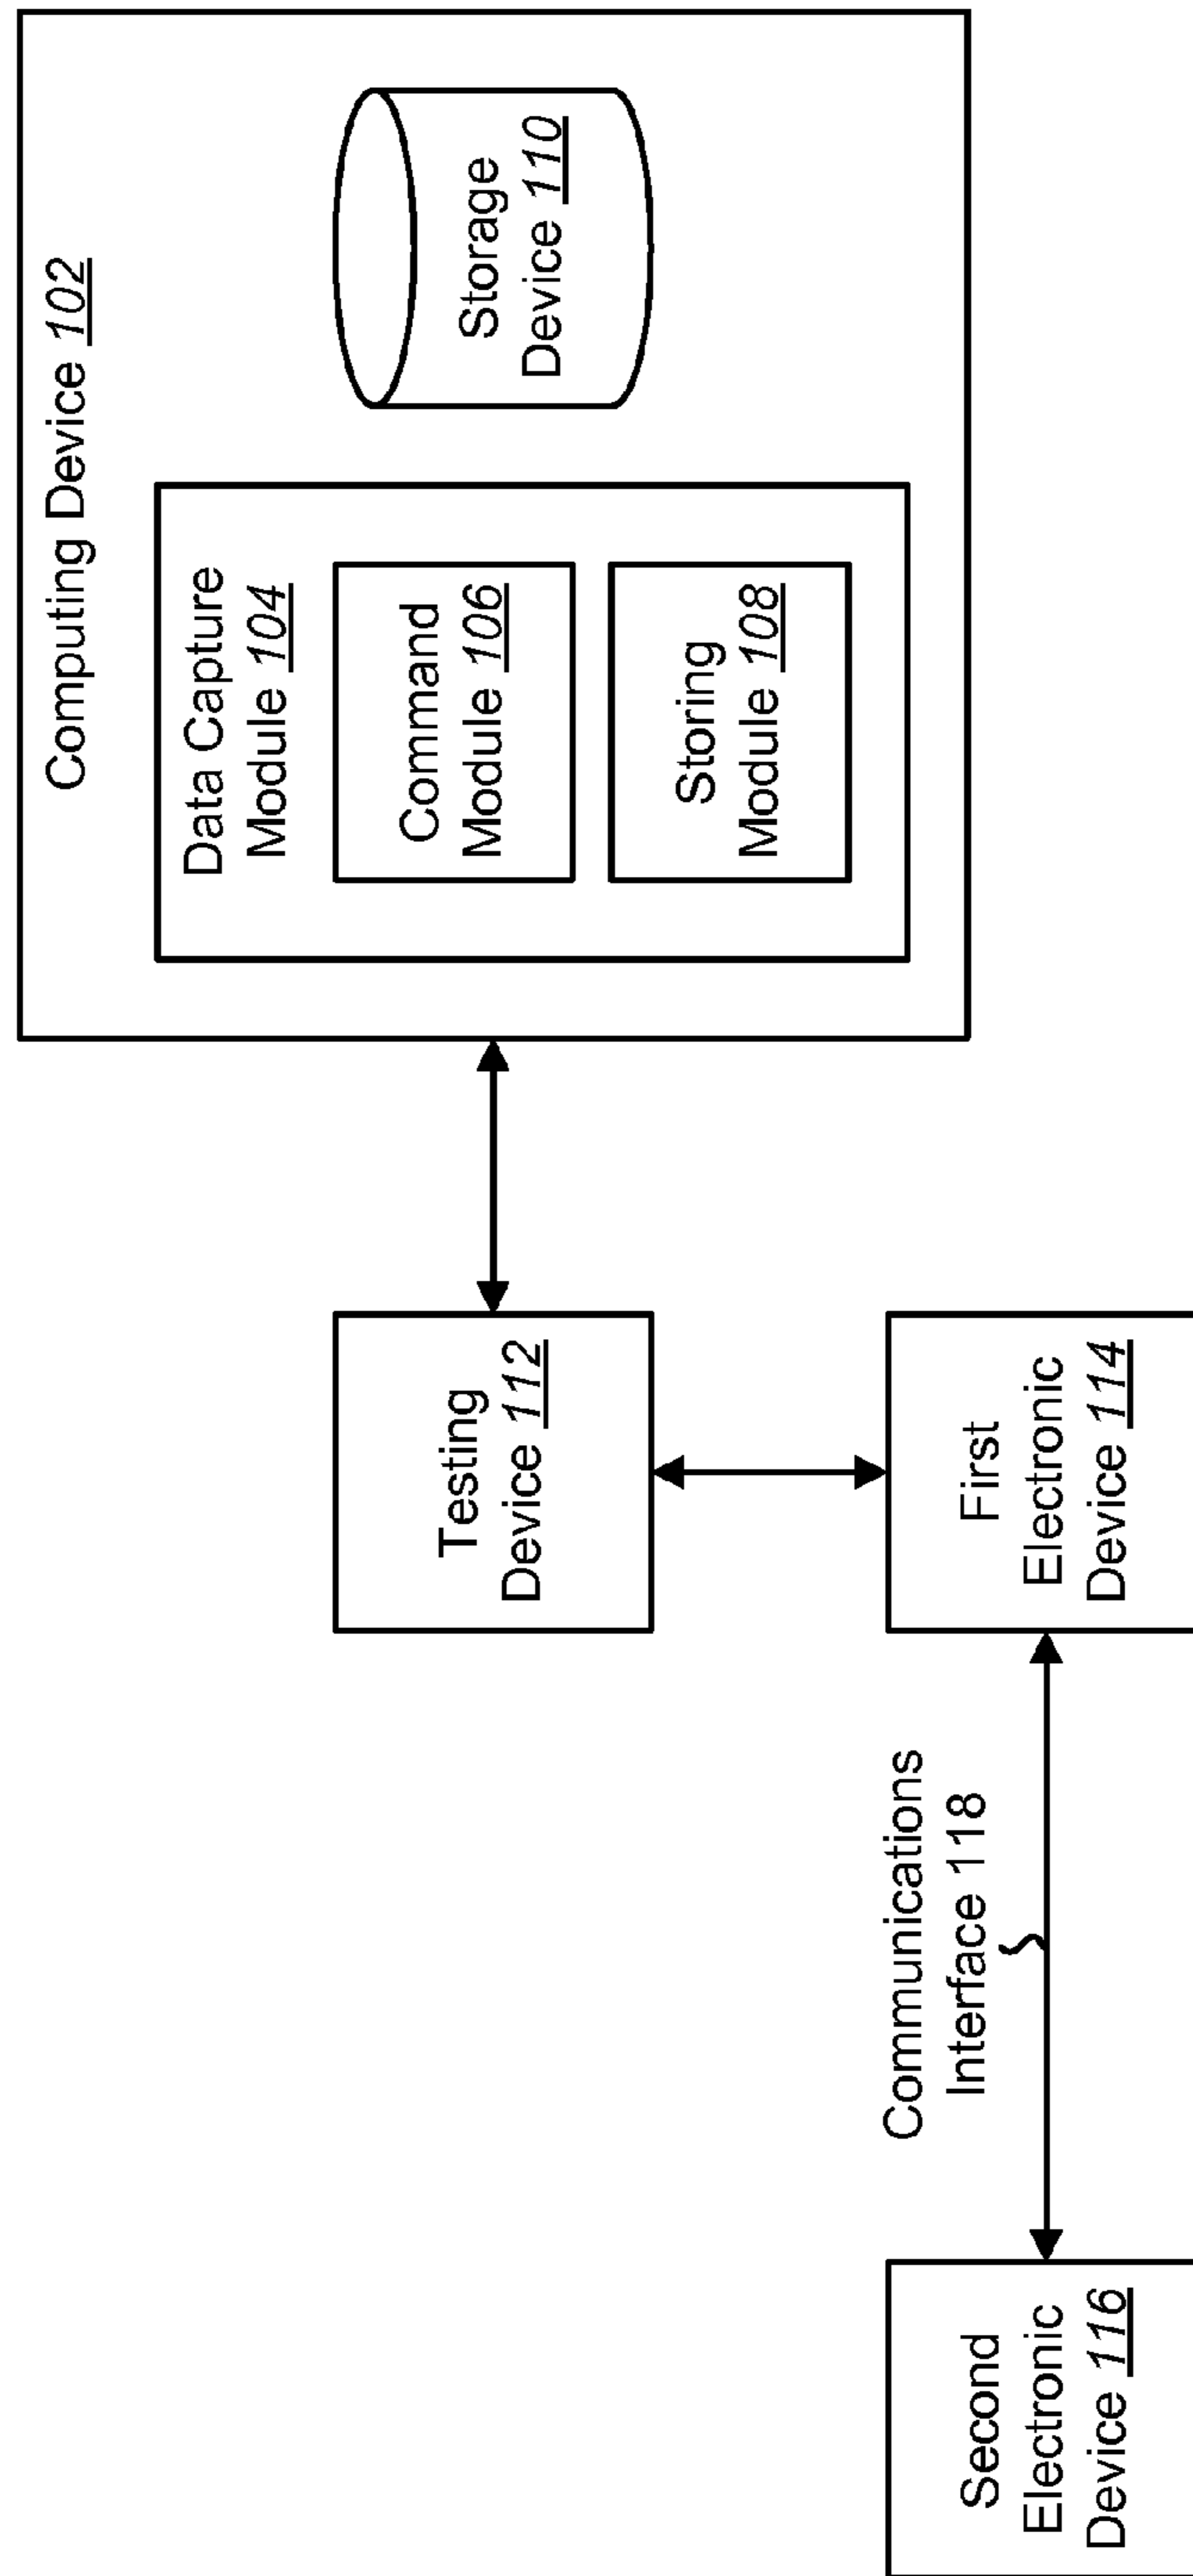 Computing Device 102
Data Capture
Module 104
Command
Module 106
Storing
Module 108
Storage
Device 110
Testing
Device 112
First
Electronic
Device 114
Communications
Interface 118
Second
Electronic
Device 116